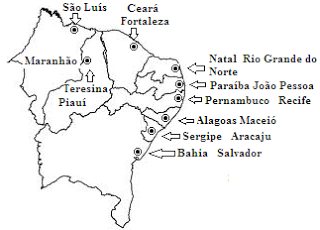 São Luís
Ceará
Fortaleza
Maranhão
Teresina
Piauí
Natal Rio Grande do
Norte
Paraíba João Pessoa
Pernambuco Recife
Alagoas Maceió
Sergipe Aracaju
Bahia Salvador